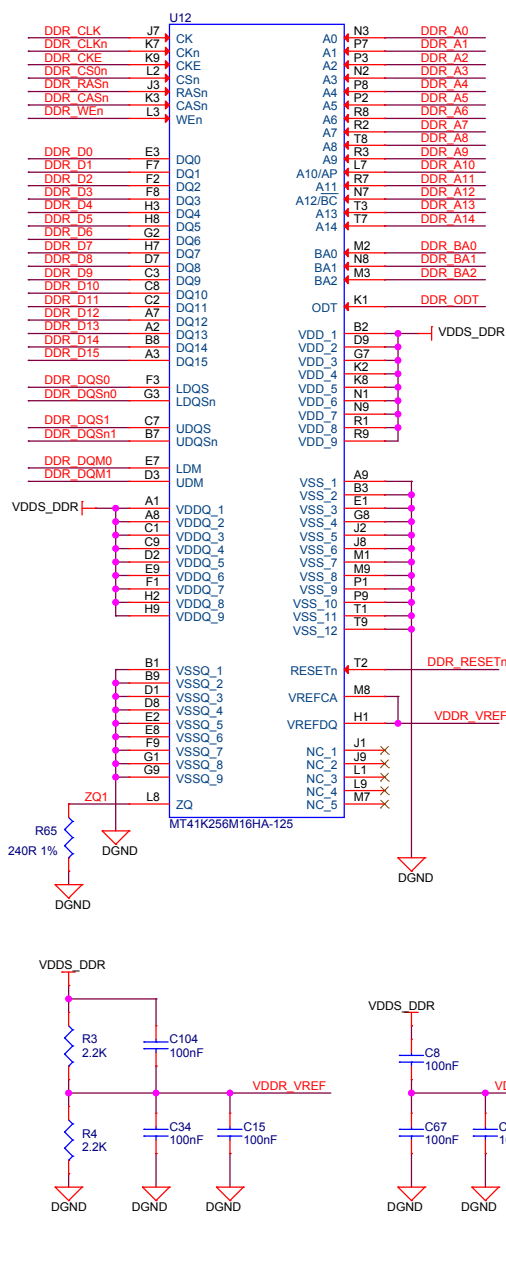 U12
DDR_CLK J7 CK A0 N3 DDR_A0
DDR_CLKn K7 CKn A1 P7 DDR_A1
DDR_CKE K9 CKE A2 P3 DDR_A2
DDR_CS0n L2 CSn A3 N2 DDR_A3
DDR_RASn J3 RASn A4 P8 DDR_A4
DDR_CASn K3 CASn A5 P2 DDR_A5
DDR_WEn L3 WEn A6 R8 DDR_A6
A7 R2 DDR_A7
A8 T8 DDR_A8
DDR_D0 E3 DQ0 A9 R3 DDR_A9
DDR_D1 F7 DQ1 A10/AP L7 DDR_A10
DDR_D2 F2 DQ2 A11 R7 DDR_A11
DDR_D3 F8 DQ3 A12/BC N7 DDR_A12
DDR_D4 H3 DQ4 A13 T3 DDR_A13
DDR_D5 H8 DQ5 A14 T7 DDR_A14
DDR_D6 G2 DQ6
DDR_D7 H7 DQ7 BA0 M2 DDR_BA0
DDR_D8 D7 DQ8 BA1 N8 DDR_BA1
DDR_D9 C3 DQ9 BA2 M3 DDR_BA2
DDR_D10 C8 DQ10
DDR_D11 C2 DQ11 ODT K1 DDR_ODT
DDR_D12 A7 DQ12
DDR_D13 A2 DQ13 VDD_1 B2 VDDS_DDR
DDR_D14 B8 DQ14 VDD_2 D9
DDR_D15 A3 DQ15 VDD_3 G7
VDD_4 K2
DDR_DQS0 F3 LDQS VDD_5 K8
DDR_DQSn0 G3 LDQSn VDD_6 N1
VDD_7 N9
DDR_DQS1 C7 UDQS VDD_8 R1
DDR_DQSn1 B7 UDQSn VDD_9 R9
DDR_DQM0 E7 LDM
DDR_DQM1 D3 UDM VSS_1 A9
VSS_2 B3
VDDS_DDR A1 VDDQ_1 VSS_3 E1
A8 VDDQ_2 VSS_4 G8
C1 VDDQ_3 VSS_5 J2
C9 VDDQ_4 VSS_6 J8
D2 VDDQ_5 VSS_7 M1
E9 VDDQ_6 VSS_8 M9
F1 VDDQ_7 VSS_9 P1
H2 VDDQ_8 VSS_10 P9
H9 VDDQ_9 VSS_11 T1
VSS_12 T9
B1 VSSQ_1 RESETn T2 DDR_RESETn
B9 VSSQ_2
D1 VSSQ_3 VREFCA M8
D8 VSSQ_4
E2 VSSQ_5 VREFDQ H1 VDDR_VREF
E8 VSSQ_6
F9 VSSQ_7 NC_1 J1
G1 VSSQ_8 NC_2 J9
G9 VSSQ_9 NC_3 L1
NC_4 L9
ZQ1 L8 ZQ NC_5 M7
MT41K256M16HA-125
R65
240R 1%
DGND
DGND
DGND
VDDS_DDR
R3
2.2K
C104
100nF
VDDR_VREF
R4
2.2K
C34
100nF
C15
100nF
DGND DGND DGND
VDDS_DDR
C8
100nF
C67
100nF
DGND DGND